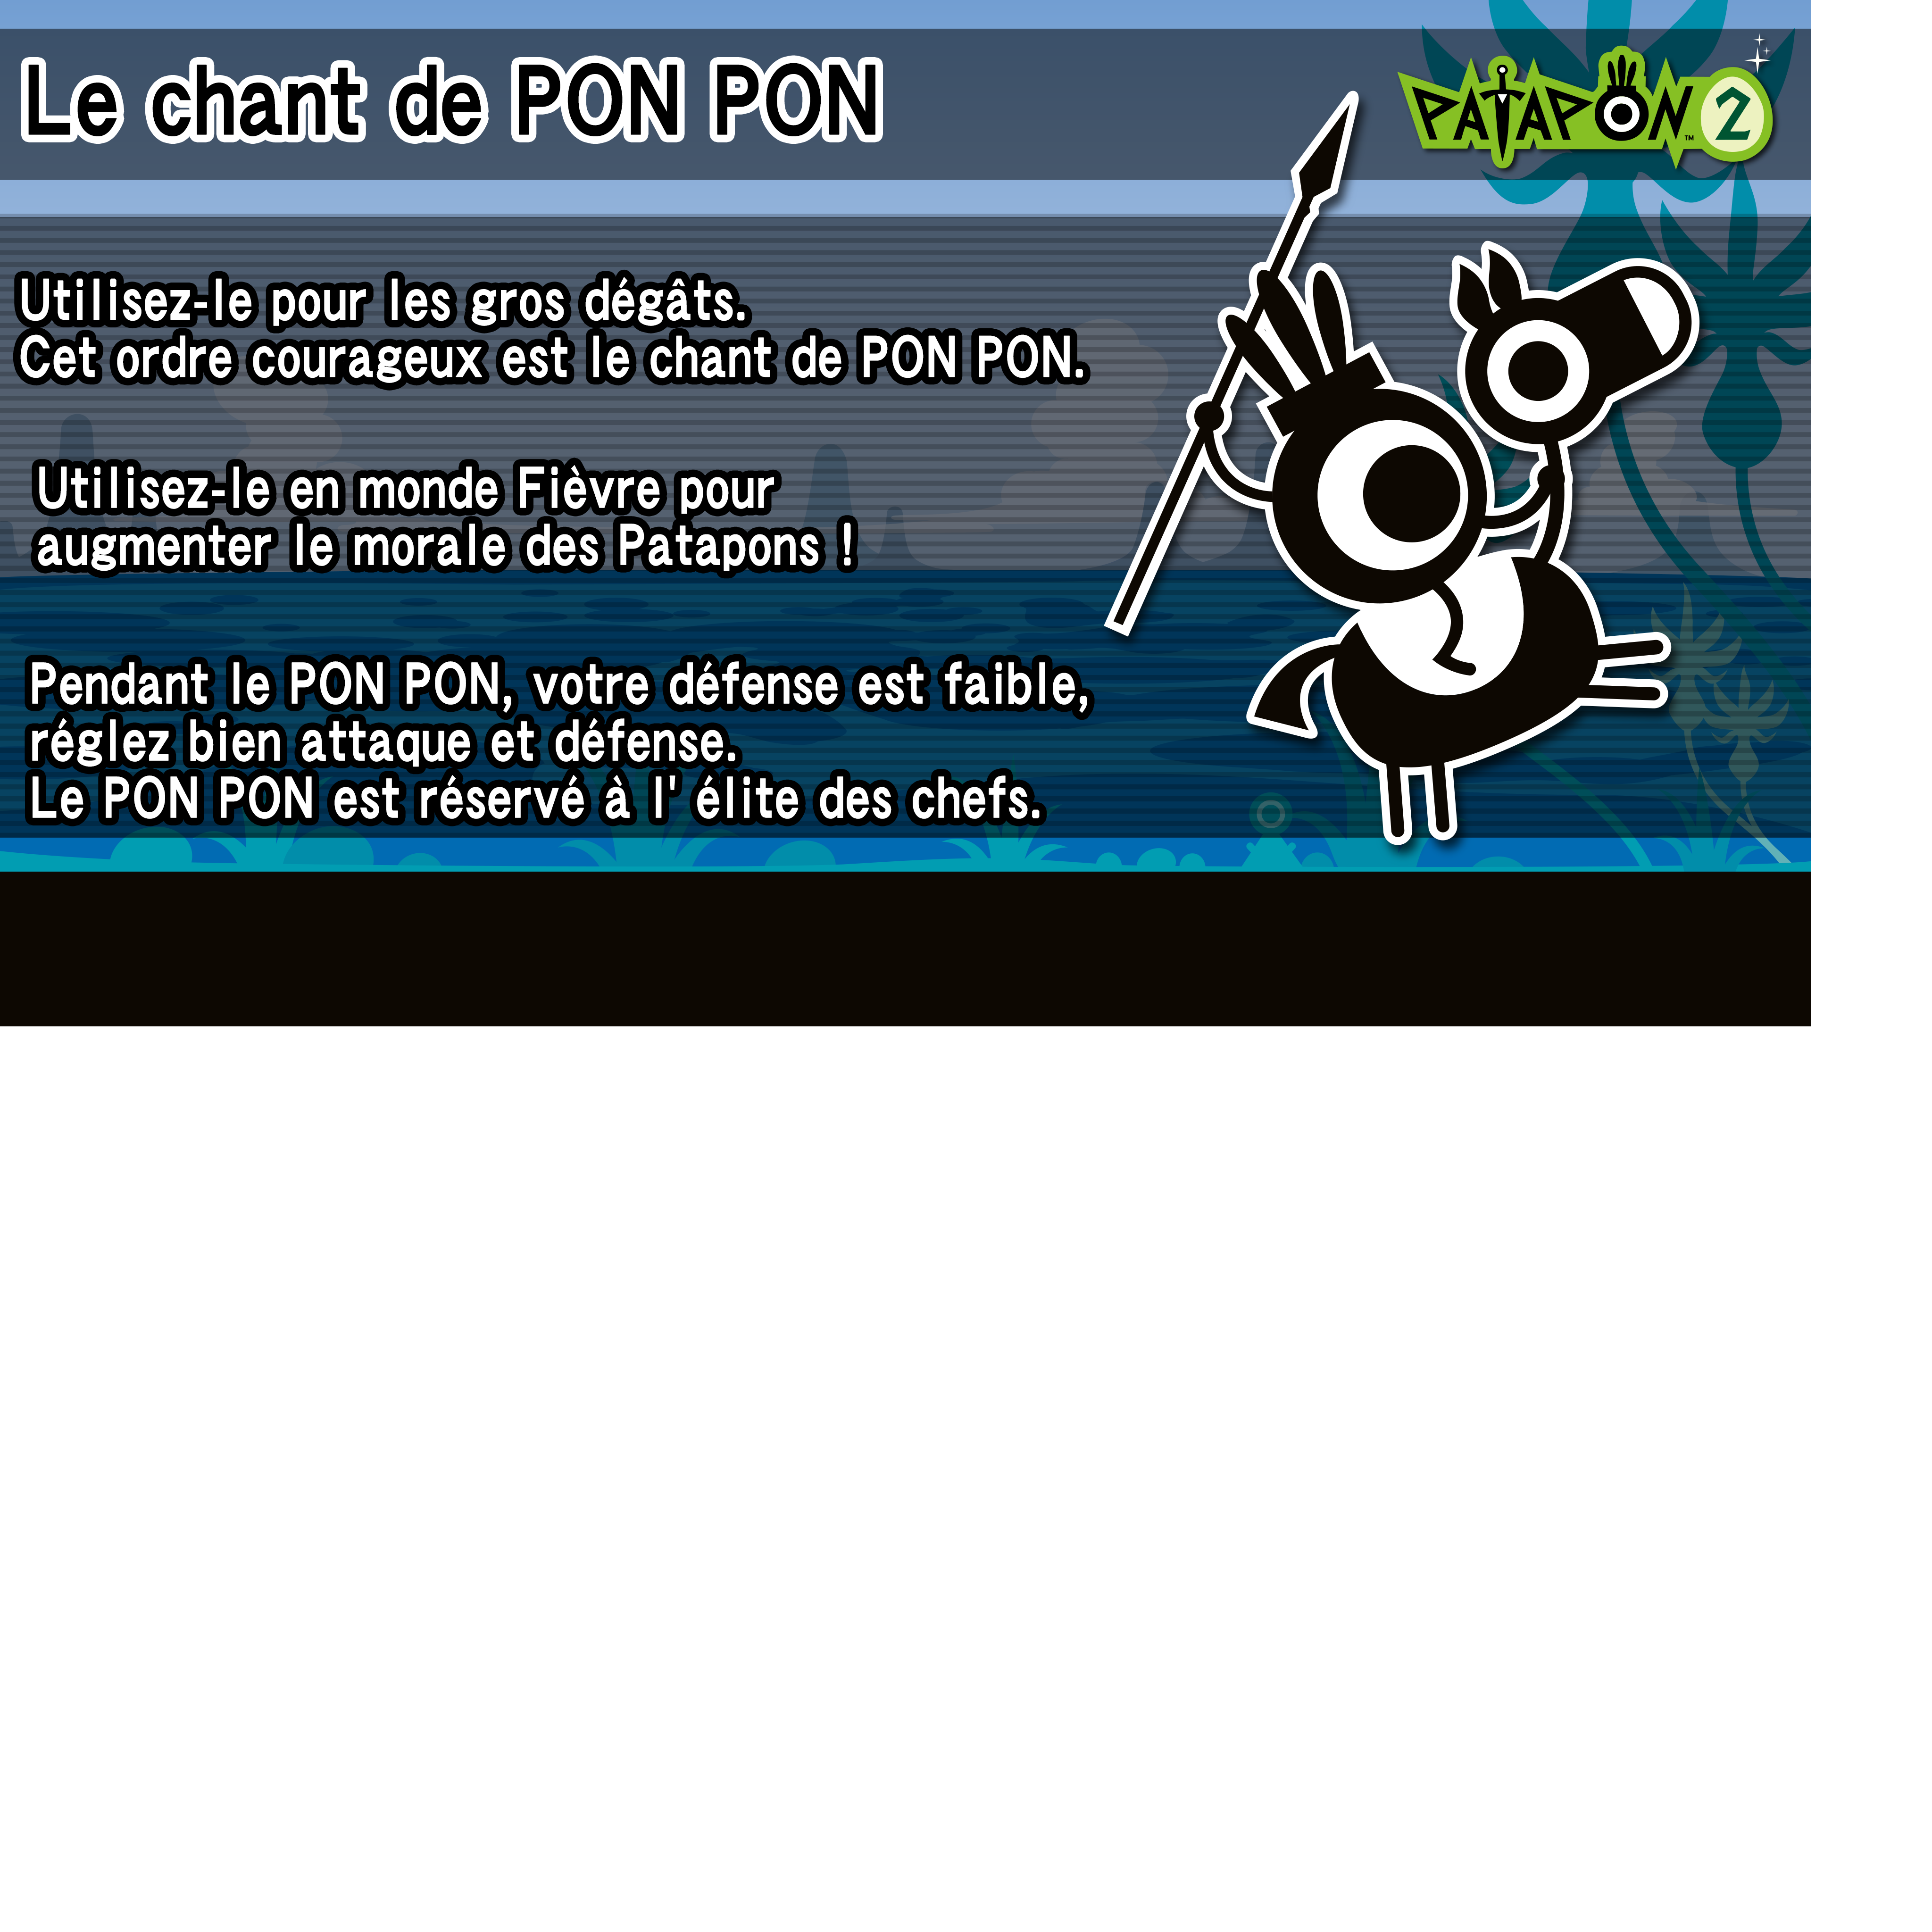 Le chant de PON PON
PATAPON™ 2
Utilisez-le pour les gros dégâts.
Cet ordre courageux est le chant de PON PON.
Utilisez-le en monde Fièvre pour
augmenter le morale des Patapons !
Pendant le PON PON, votre défense est faible,
réglez bien attaque et défense.
Le PON PON est réservé à l' élite des chefs.